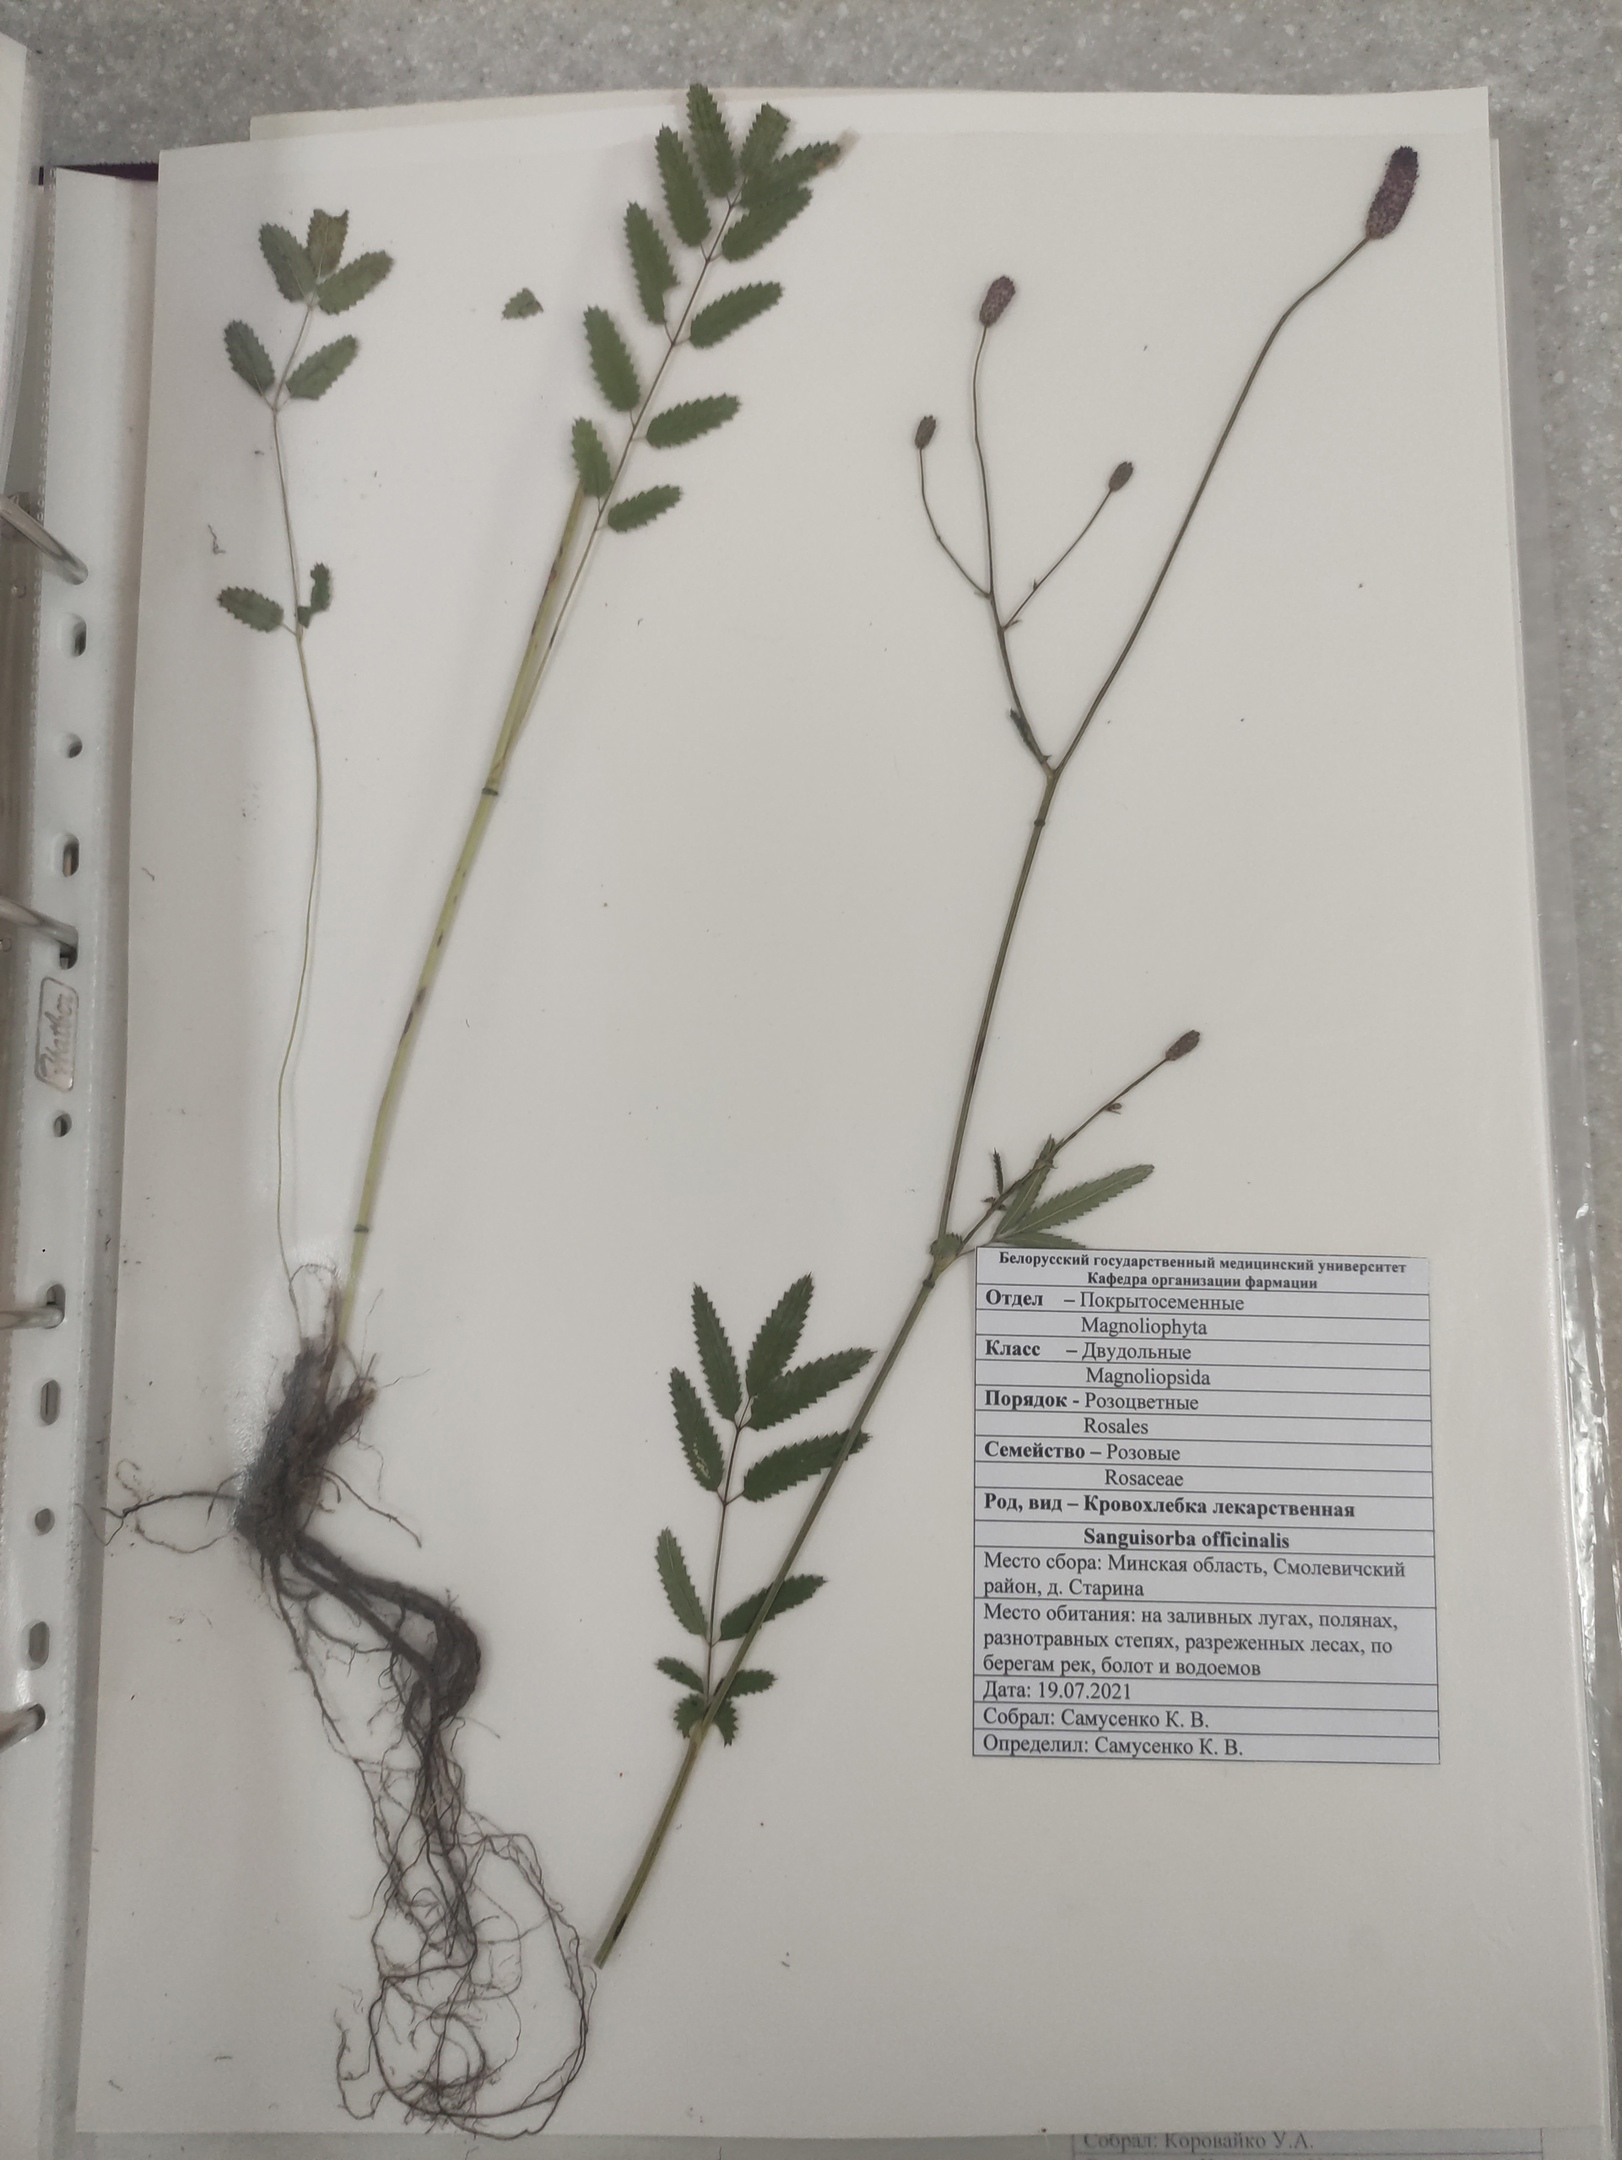 Белорусский государственный медицинский университет
Кафедра организации фармации
Отдел – Покрытосеменные
Magnoliophyta
Класс – Двудольные
Magnoliopsida
Порядок - Розоцветные
Rosales
Семейство – Розовые
Rosaceae
Род, вид – Кровохлебка лекарственная
Sanguisorba officinalis
Место сбора: Минская область, Смолевичский
район, д. Старина
Место обитания: на заливных лугах, полянах,
разнотравных степях, разреженных лесах, по
берегам рек, болот и водоемов
Дата: 19.07.2021
Собрал: Самусенко К. В.
Определил: Самусенко К. В.
Собрал: Коровайко У.А.